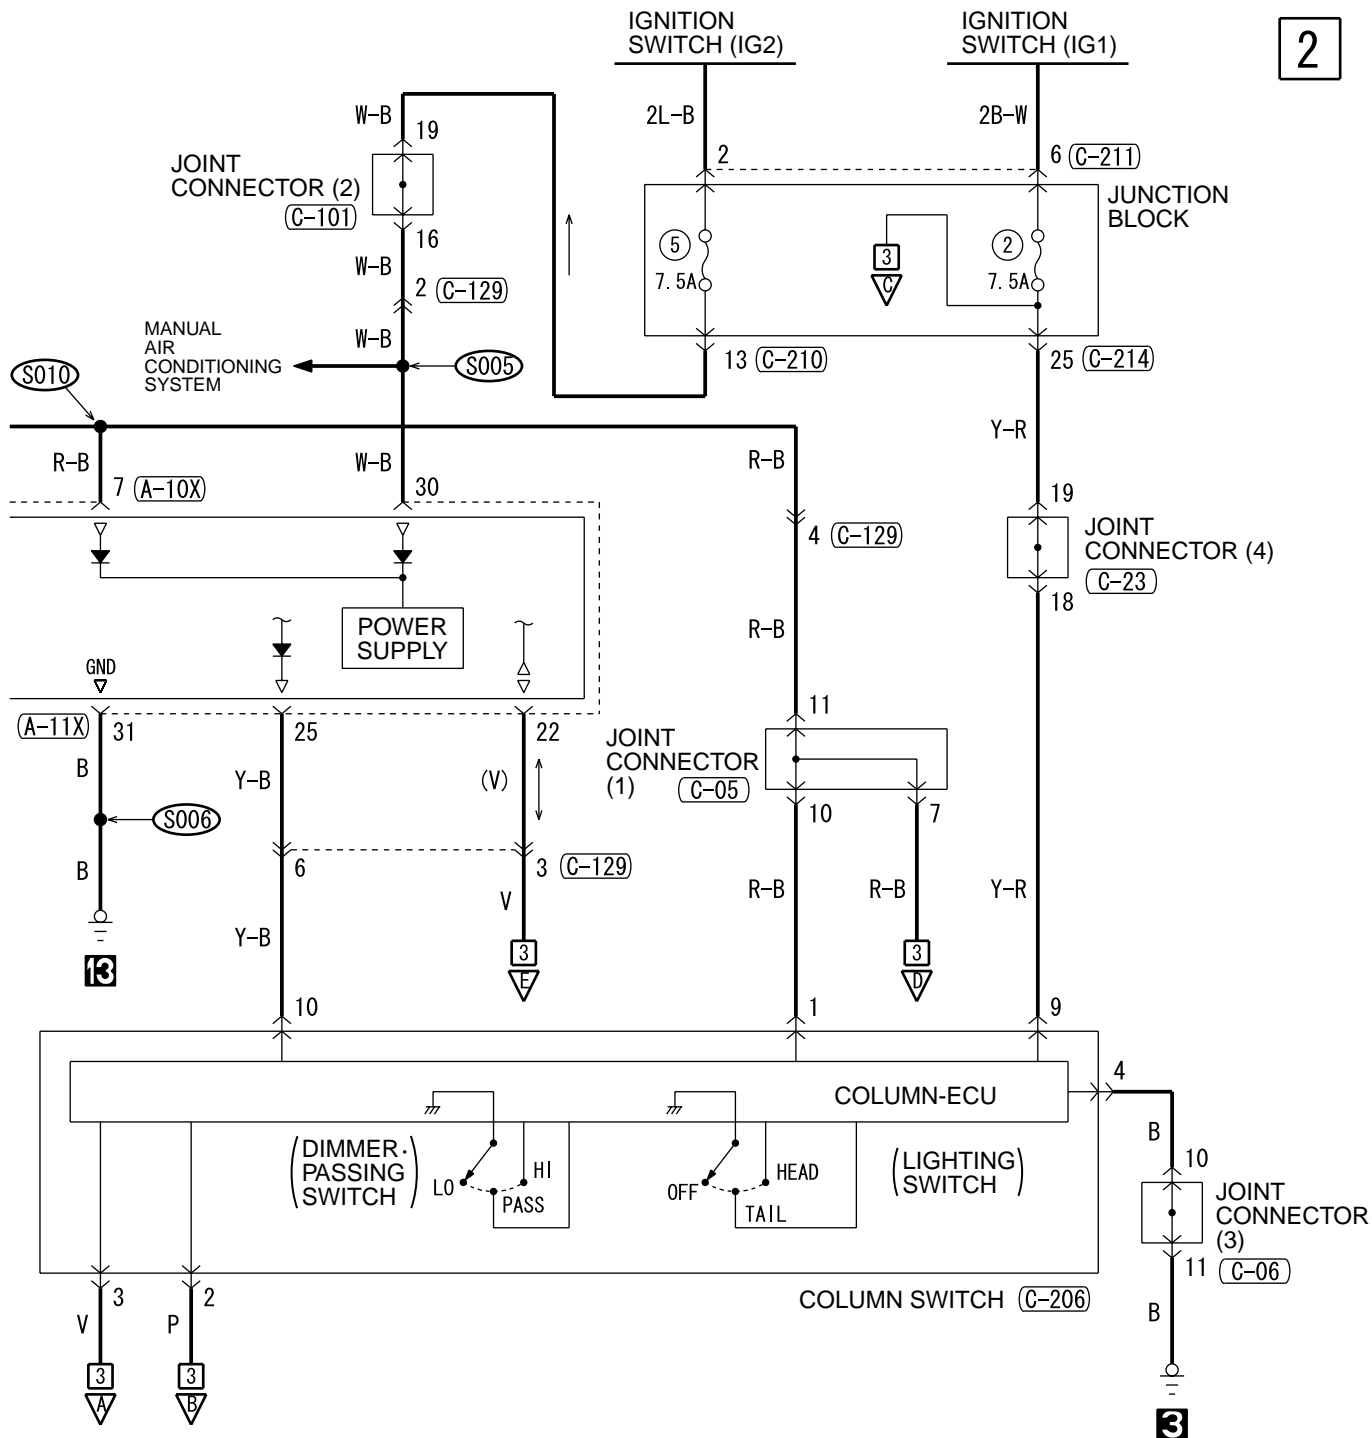 IGNITION
SWITCH (IG2)
IGNITION
SWITCH (IG1)
2
W-B
19
2L-B
2B-W
2
6 (C-211)
JOINT
CONNECTOR (2)
(C-101)
JUNCTION
BLOCK
16
5
7.5A
3
C
2
7.5A
W-B
2 (C-129)
MANUAL
AIR
CONDITIONING
SYSTEM
W-B
S005
13 (C-210)
25 (C-214)
S010
R-B
7 (A-10X)
W-B
30
R-B
Y-R
19
4 (C-129)
JOINT
CONNECTOR (4)
(C-23)
18
POWER
SUPPLY
R-B
GND
(A-11X)
31
25
22
11
JOINT
CONNECTOR
(1)
(C-05)
B
Y-B
(V)
10
7
S006
B
6
3 (C-129)
V
R-B
R-B
Y-R
Y-B
13
3
E
3
D
10
1
9
4
COLUMN-ECU
(DIMMER·
PASSING
SWITCH)
LO
HI
PASS
OFF
HEAD
TAIL
(LIGHTING
SWITCH)
B
10
JOINT
CONNECTOR
(3)
11 (C-06)
3
2
COLUMN SWITCH (C-206)
V
P
B
3
A
3
B
3